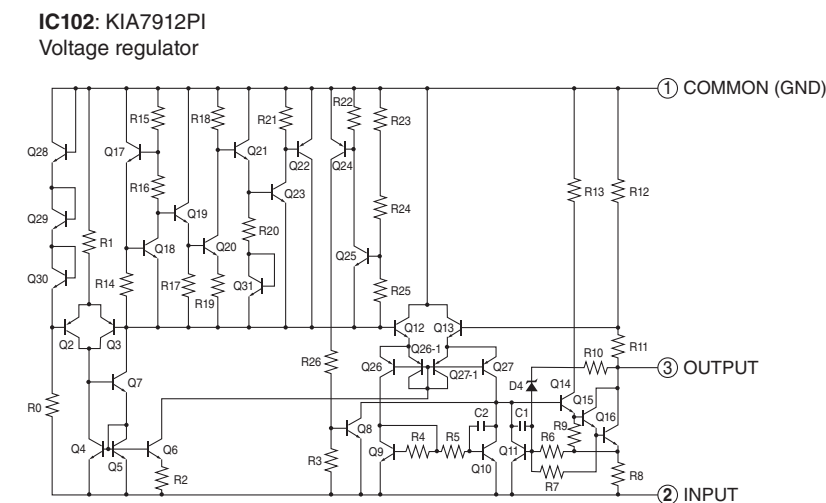 IC102: KIA7912PI
Voltage regulator
① COMMON (GND)
R15 R18 R21 R22 R23
Q28 Q17 Q21 Q22 Q24
R16 R13 R12
Q29 Q19 Q23 R24
R1 Q18 Q20 R20 Q25
Q30 R14 R17 R19 Q31 R25
Q2 Q3 Q12 Q13
Q26-1 R11
R26 Q26 Q27 R10 ③ OUTPUT
Q7 Q27-1 D4 Q14
R0 Q8 C2 C1 Q15 Q16
Q4 Q5 Q6 Q9 R4 R5 Q10 Q11 R6 R9
R2 R3 R7 R8
② INPUT